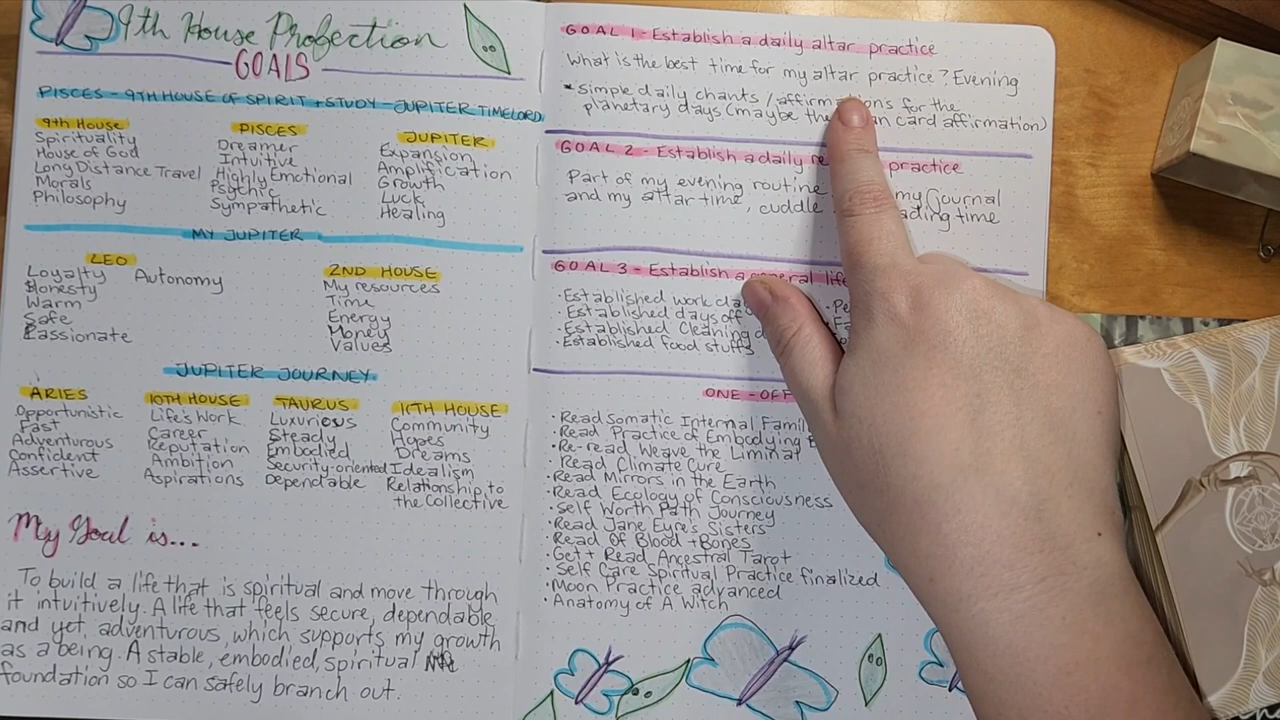 9th House Profection
GOALS
PISCES - 9TH HOUSE OF SPIRIT + STUDY - JUPITER TIMELORD
9th House
Spirituality
House of God
Long Distance Travel
Morals
Philosophy
PISCES
Dreamer
Intuitive
Highly Emotional
Psychic
Sympathetic
JUPITER
Expansion
Amplification
Growth
Luck
Healing
MY JUPITER
LEO
Loyalty Autonomy
Honesty
Warm
Safe
Passionate
2ND HOUSE
My resources
Time
Energy
Money
Values
JUPITER JOURNEY
ARIES
Opportunistic
Fast
Adventurous
Confident
Assertive
10TH HOUSE
Life's Work
Career
Reputation
Ambition
Aspirations
TAURUS
Luxurious
Steady
Embodied
Security-oriented
Dependable
11TH HOUSE
Community
Hopes
Dreams
Idealism
Relationship to
the Collective
My Goal is...
To build a life that is spiritual and move through
it intuitively. A life that feels secure, dependable
and yet, adventurous, which supports my growth
as a being. A stable, embodied, spiritual
foundation so I can safely branch out.
GOAL 1 - Establish a daily altar practice
What is the best time for my altar practice? Evening
* simple daily chants / affirmations for the
planetary days (maybe the card affirmation)
GOAL 2 - Establish a daily practice
Part of my evening routine my journal
and my altar time, cuddle time
GOAL 3 - Establish a general life
· Established work
· Established days off
· Established Cleaning
· Established food stuffs
ONE-OFF
· Read Somatic Internal
· Read Practice of Embodying
· Re-read Weave the Liminal
Read Climate Cure
· Read Mirrors in the Earth
· Read Ecology of Consciousness
· Self Worth Path Journey
· Read Jane Eyre's Sisters
· Read Of Blood + Bones
· Get + Read Ancestral Tarot
· Self Care Spiritual Practice finalized
· Moon Practice advanced
· Anatomy of A Witch